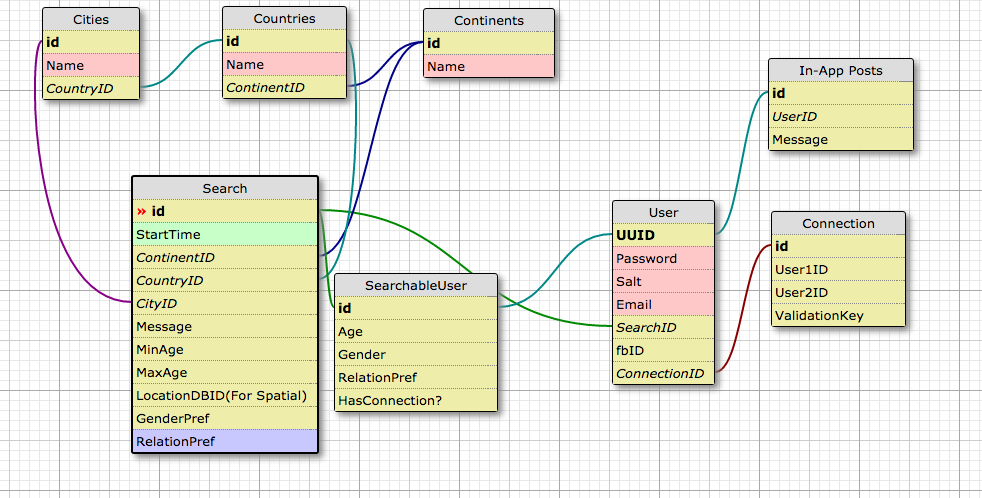 Cities
id
Name
CountryID
Countries
id
Name
ContinentID
Continents
id
Name
In-App Posts
id
UserID
Message
Search
» id
StartTime
ContinentID
CountryID
CityID
Message
MinAge
MaxAge
LocationDBID(For Spatial)
GenderPref
RelationPref
SearchableUser
id
Age
Gender
RelationPref
HasConnection?
User
UUID
Password
Salt
Email
SearchID
fbID
ConnectionID
Connection
id
User1ID
User2ID
ValidationKey